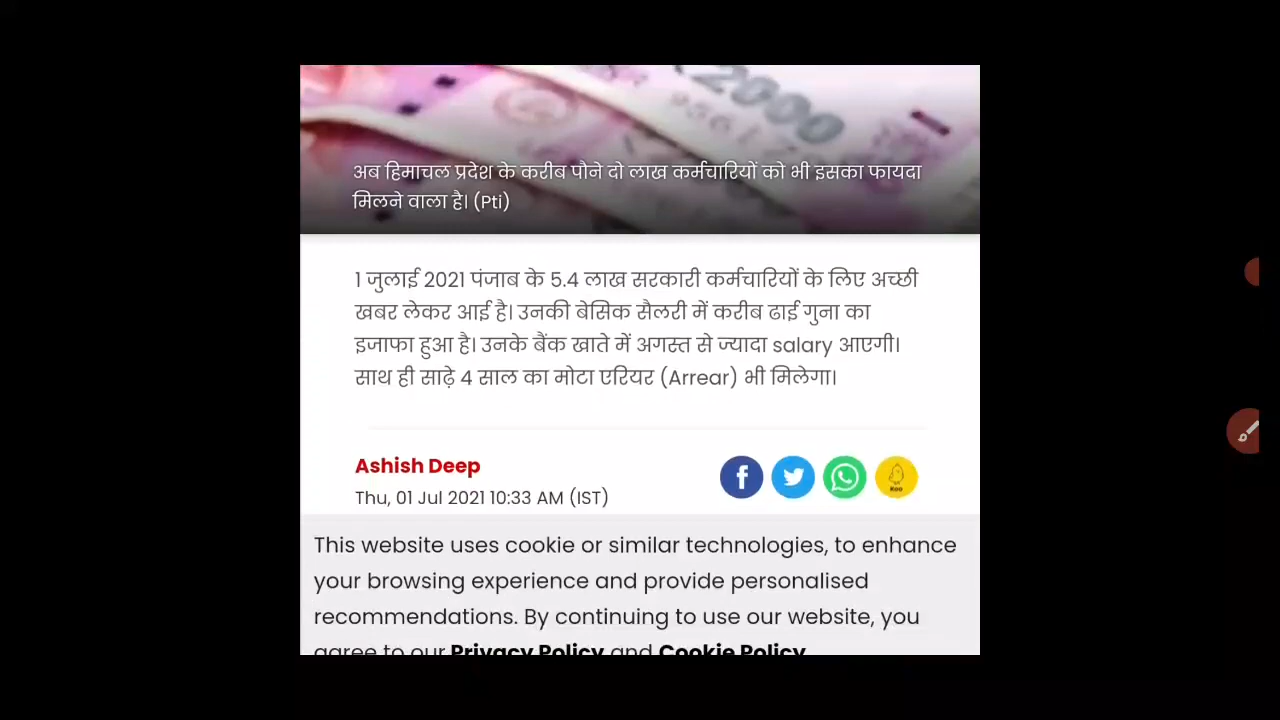 2000
अब हिमाचल प्रदेश के करीब पौने दो लाख कर्मचारियों को भी इसका फायदा
मिलने वाला है। (Pti)
1 जुलाई 2021 पंजाब के 5.4 लाख सरकारी कर्मचारियों के लिए अच्छी
खबर लेकर आई है। उनकी बेसिक सैलरी में करीब ढाई गुना का
इजाफा हुआ है। उनके बैंक खाते में अगस्त से ज्यादा salary आएगी।
साथ ही साढ़े 4 साल का मोटा एरियर (Arrear) भी मिलेगा।
Ashish Deep
Thu, 01 Jul 2021 10:33 AM (IST)
Koo
This website uses cookie or similar technologies, to enhance
your browsing experience and provide personalised
recommendations. By continuing to use our website, you
agree to our Privacy Policy and Cookie Policy.